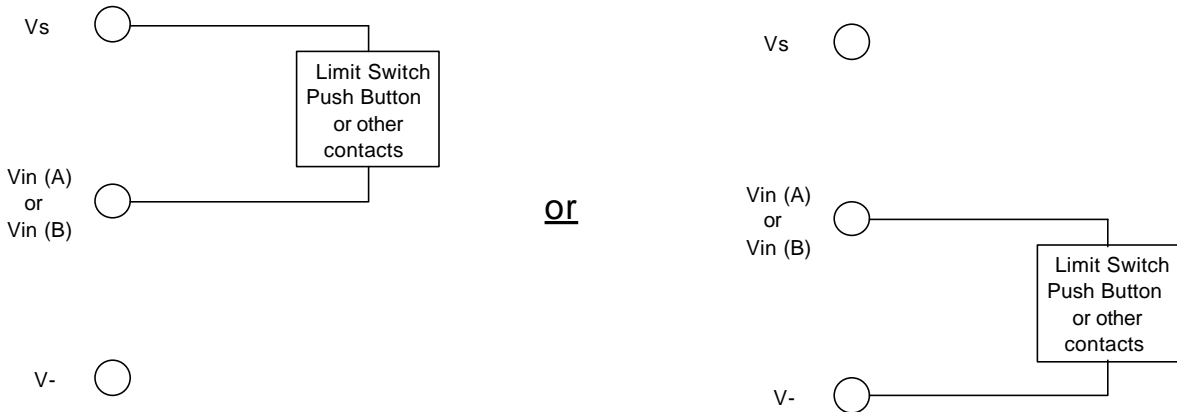 Vs
Limit Switch
Push Button
or other
contacts
Vin (A)
or
Vin (B)
V-
or
Vs
Vin (A)
or
Vin (B)
Limit Switch
Push Button
or other
contacts
V-